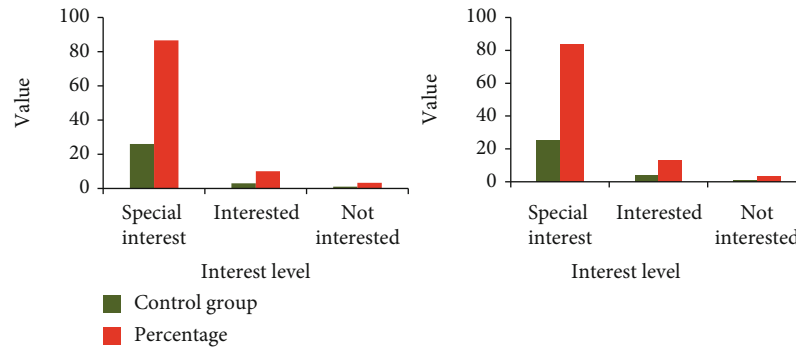 100
80
60
40
20
0
Value
Special interest
Interested
Not interested
Interest level
Control group
Percentage
100
80
60
40
20
0
Value
Special interest
Interested
Not interested
Interest level